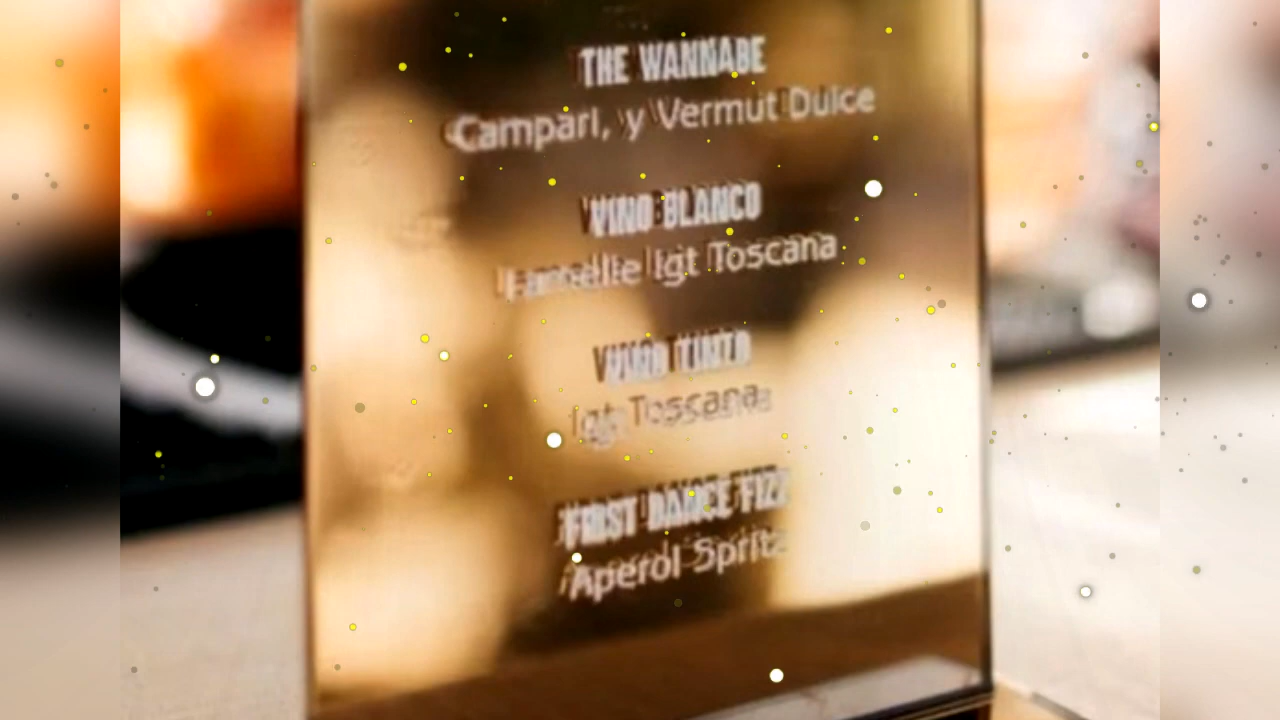 THE WANNABE
Campari, y Vermut Dulce
VINO BLANCO
Igt Toscana
VINO TINTO
Igt Toscana
FIRST DANCE FIZZ
Aperol Spritz